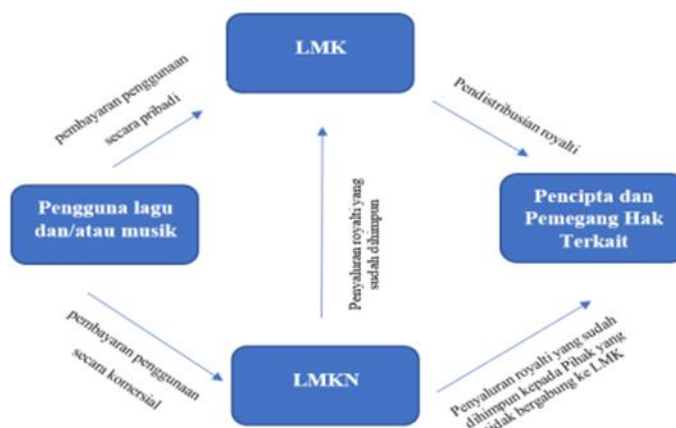 LMK
pembayaran penggunaan
secara pribadi
Pendistribusian royalti
Pengguna lagu
dan/atau musik
Penyaluran royalti yang
sudah dihimpun
Pencipta dan
Pemegang Hak
Terkait
pembayaran penggunaan
secara komersial
LMKN
Penyaluran royalti yang sudah
dihimpun kepada Pihak yang
tidak bergabung ke LMK